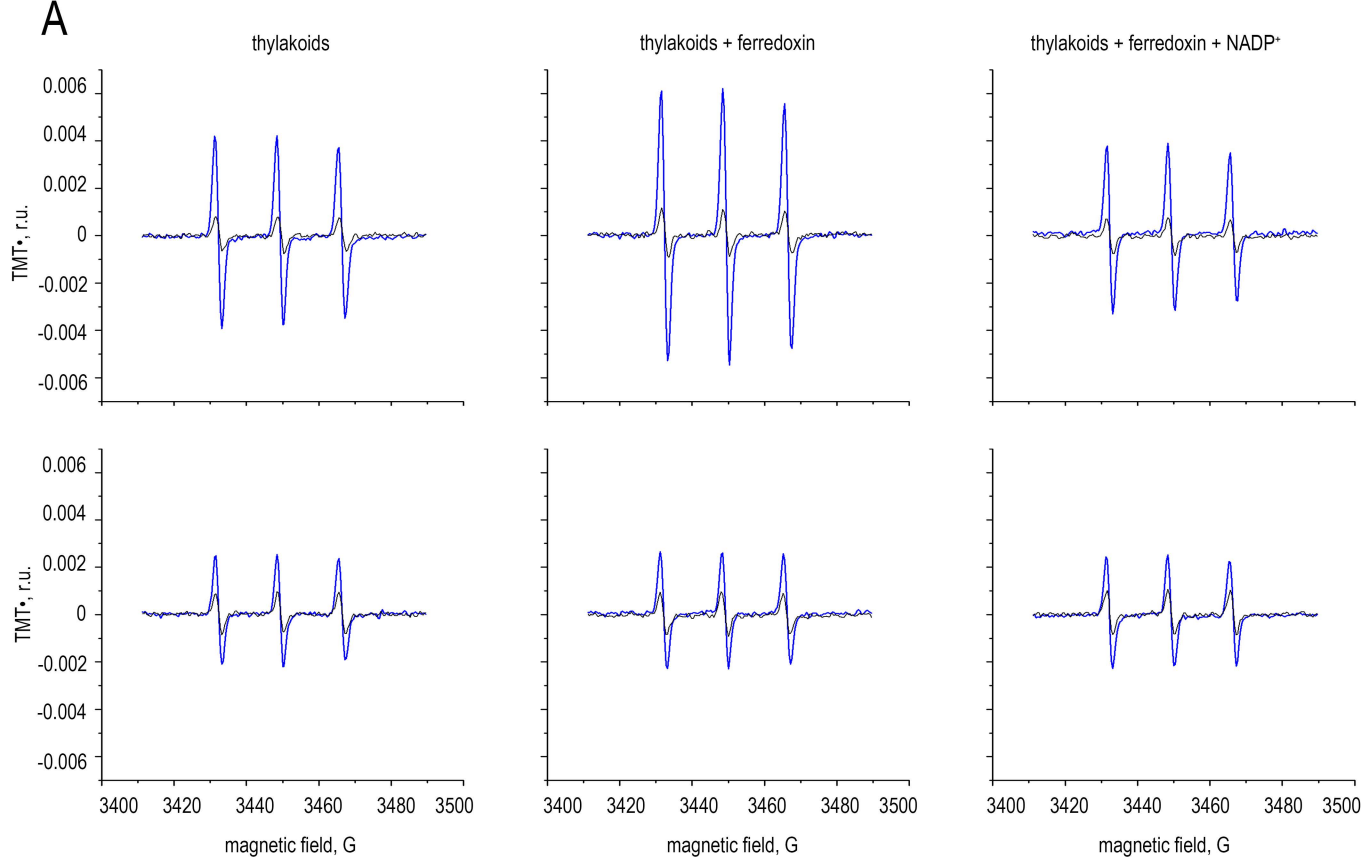 A
thylakoids
thylakoids + ferredoxin
thylakoids + ferredoxin + NADP⁺
0.006
0.004
0.002
0
-0.002
-0.004
-0.006
TMT•, r.u.
0.006
0.004
0.002
0
-0.002
-0.004
-0.006
TMT•, r.u.
3400 3420 3440 3460 3480 3500
3400 3420 3440 3460 3480 3500
3400 3420 3440 3460 3480 3500
magnetic field, G
magnetic field, G
magnetic field, G